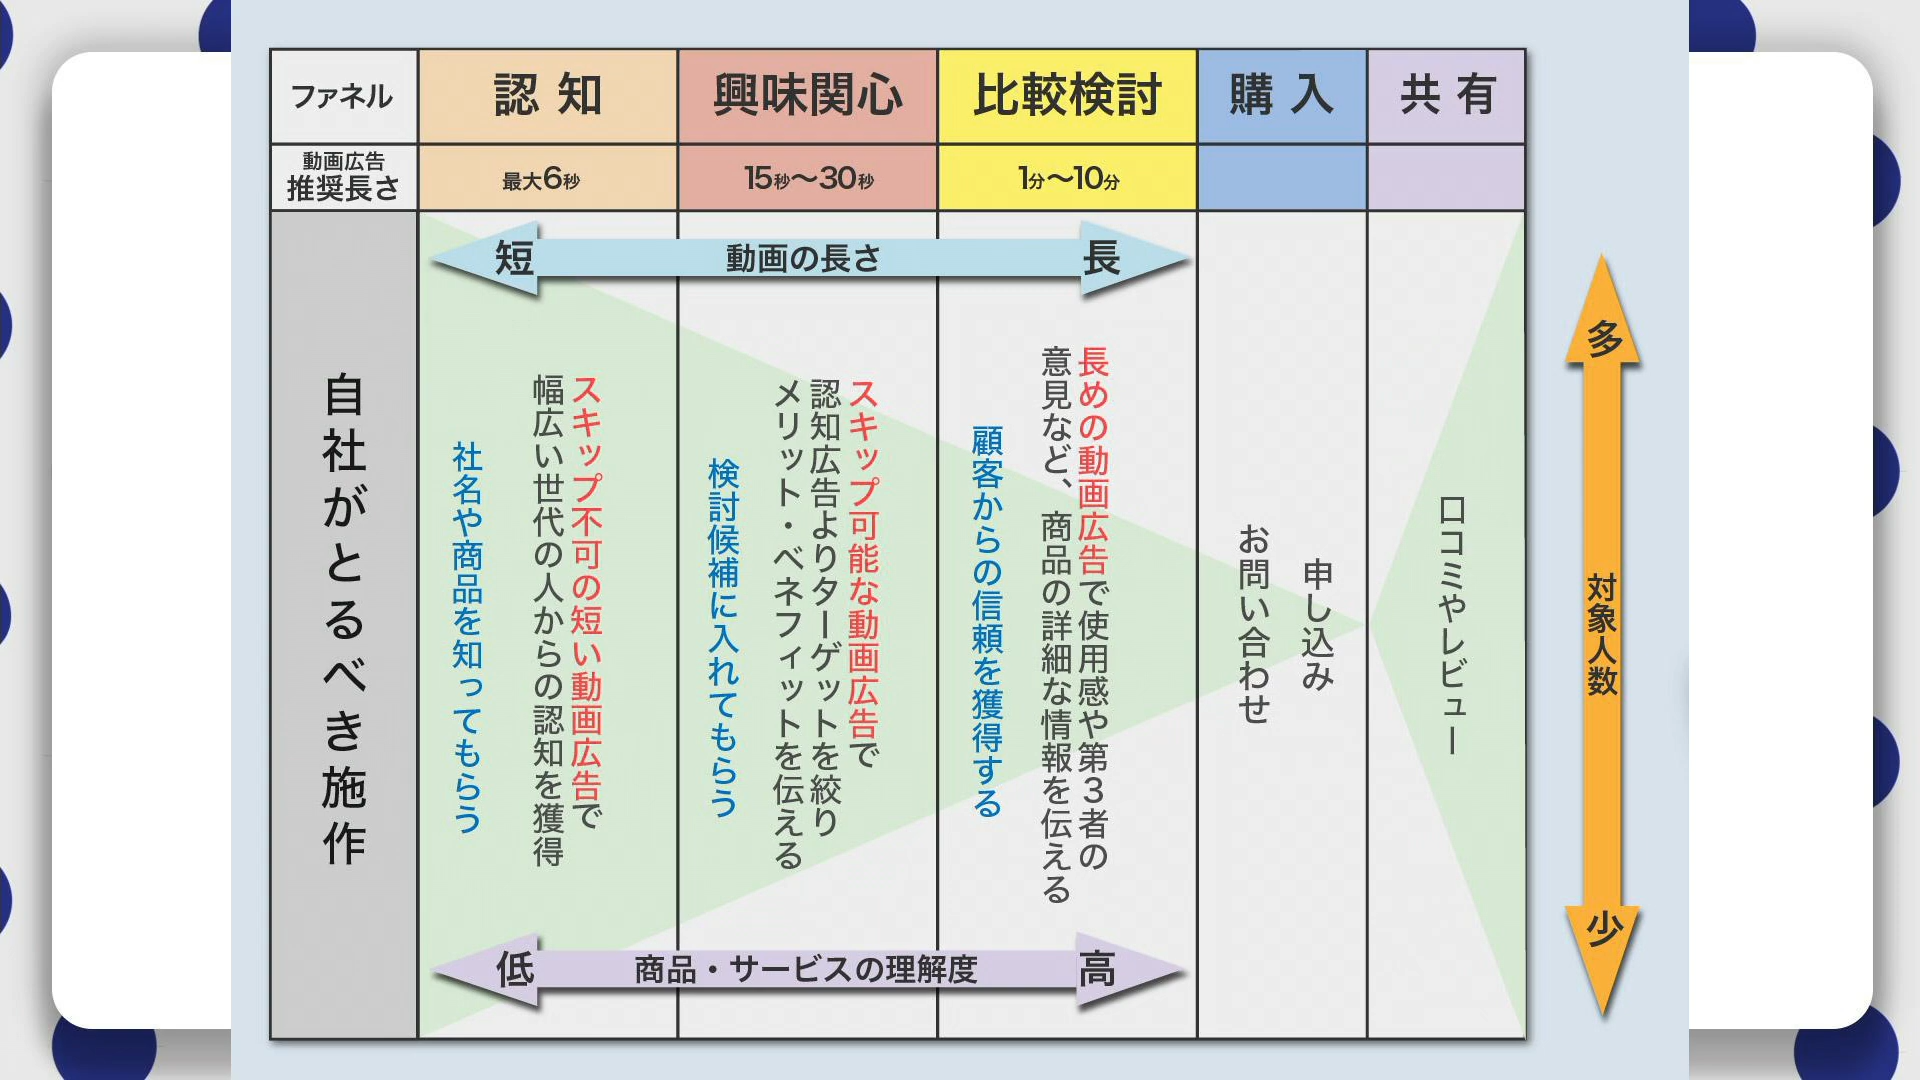 ファネル
認知
興味関心
比較検討
購入
共有
動画広告
推奨長さ
最大6秒
15秒〜30秒
1分〜10分
短
動画の長さ
長
自社がとるべき施作
スキップ不可の短い動画広告で
幅広い世代の人からの認知を獲得
社名や商品を知ってもらう
スキップ可能な動画広告で
認知広告よりターゲットを絞り
メリット・ベネフィットを伝える
検討候補に入れてもらう
長めの動画広告で使用感や第３者の
意見など、商品の詳細な情報を伝える
顧客からの信頼を獲得する
申し込み
お問い合わせ
口コミやレビュー
低
商品・サービスの理解度
高
多
対象人数
少